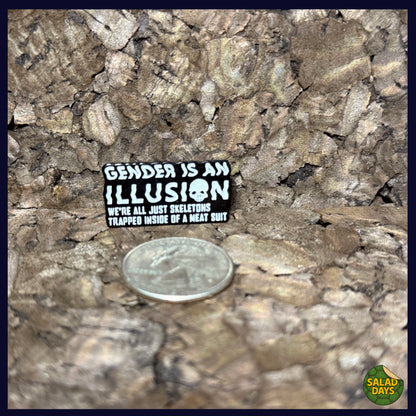 GENDER IS AN
ILLUSION
WE'RE ALL JUST SKELETONS
TRAPPED INSIDE OF A MEAT SUIT
SALAD
DAYS